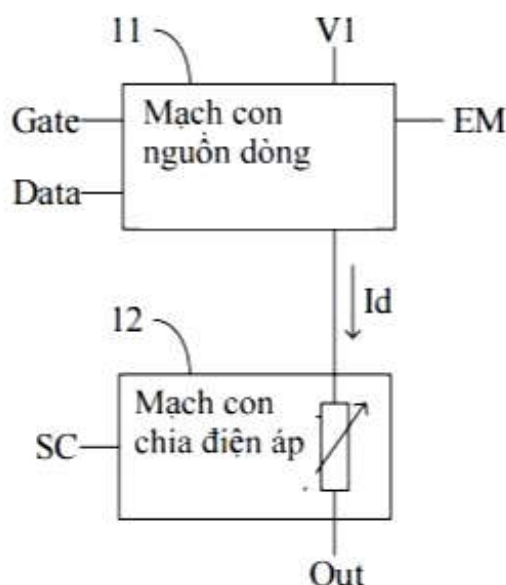 11
V1
Gate
Mạch con
nguồn dòng
EM
Data
Id
12
Mạch con
chia điện áp
SC
Out